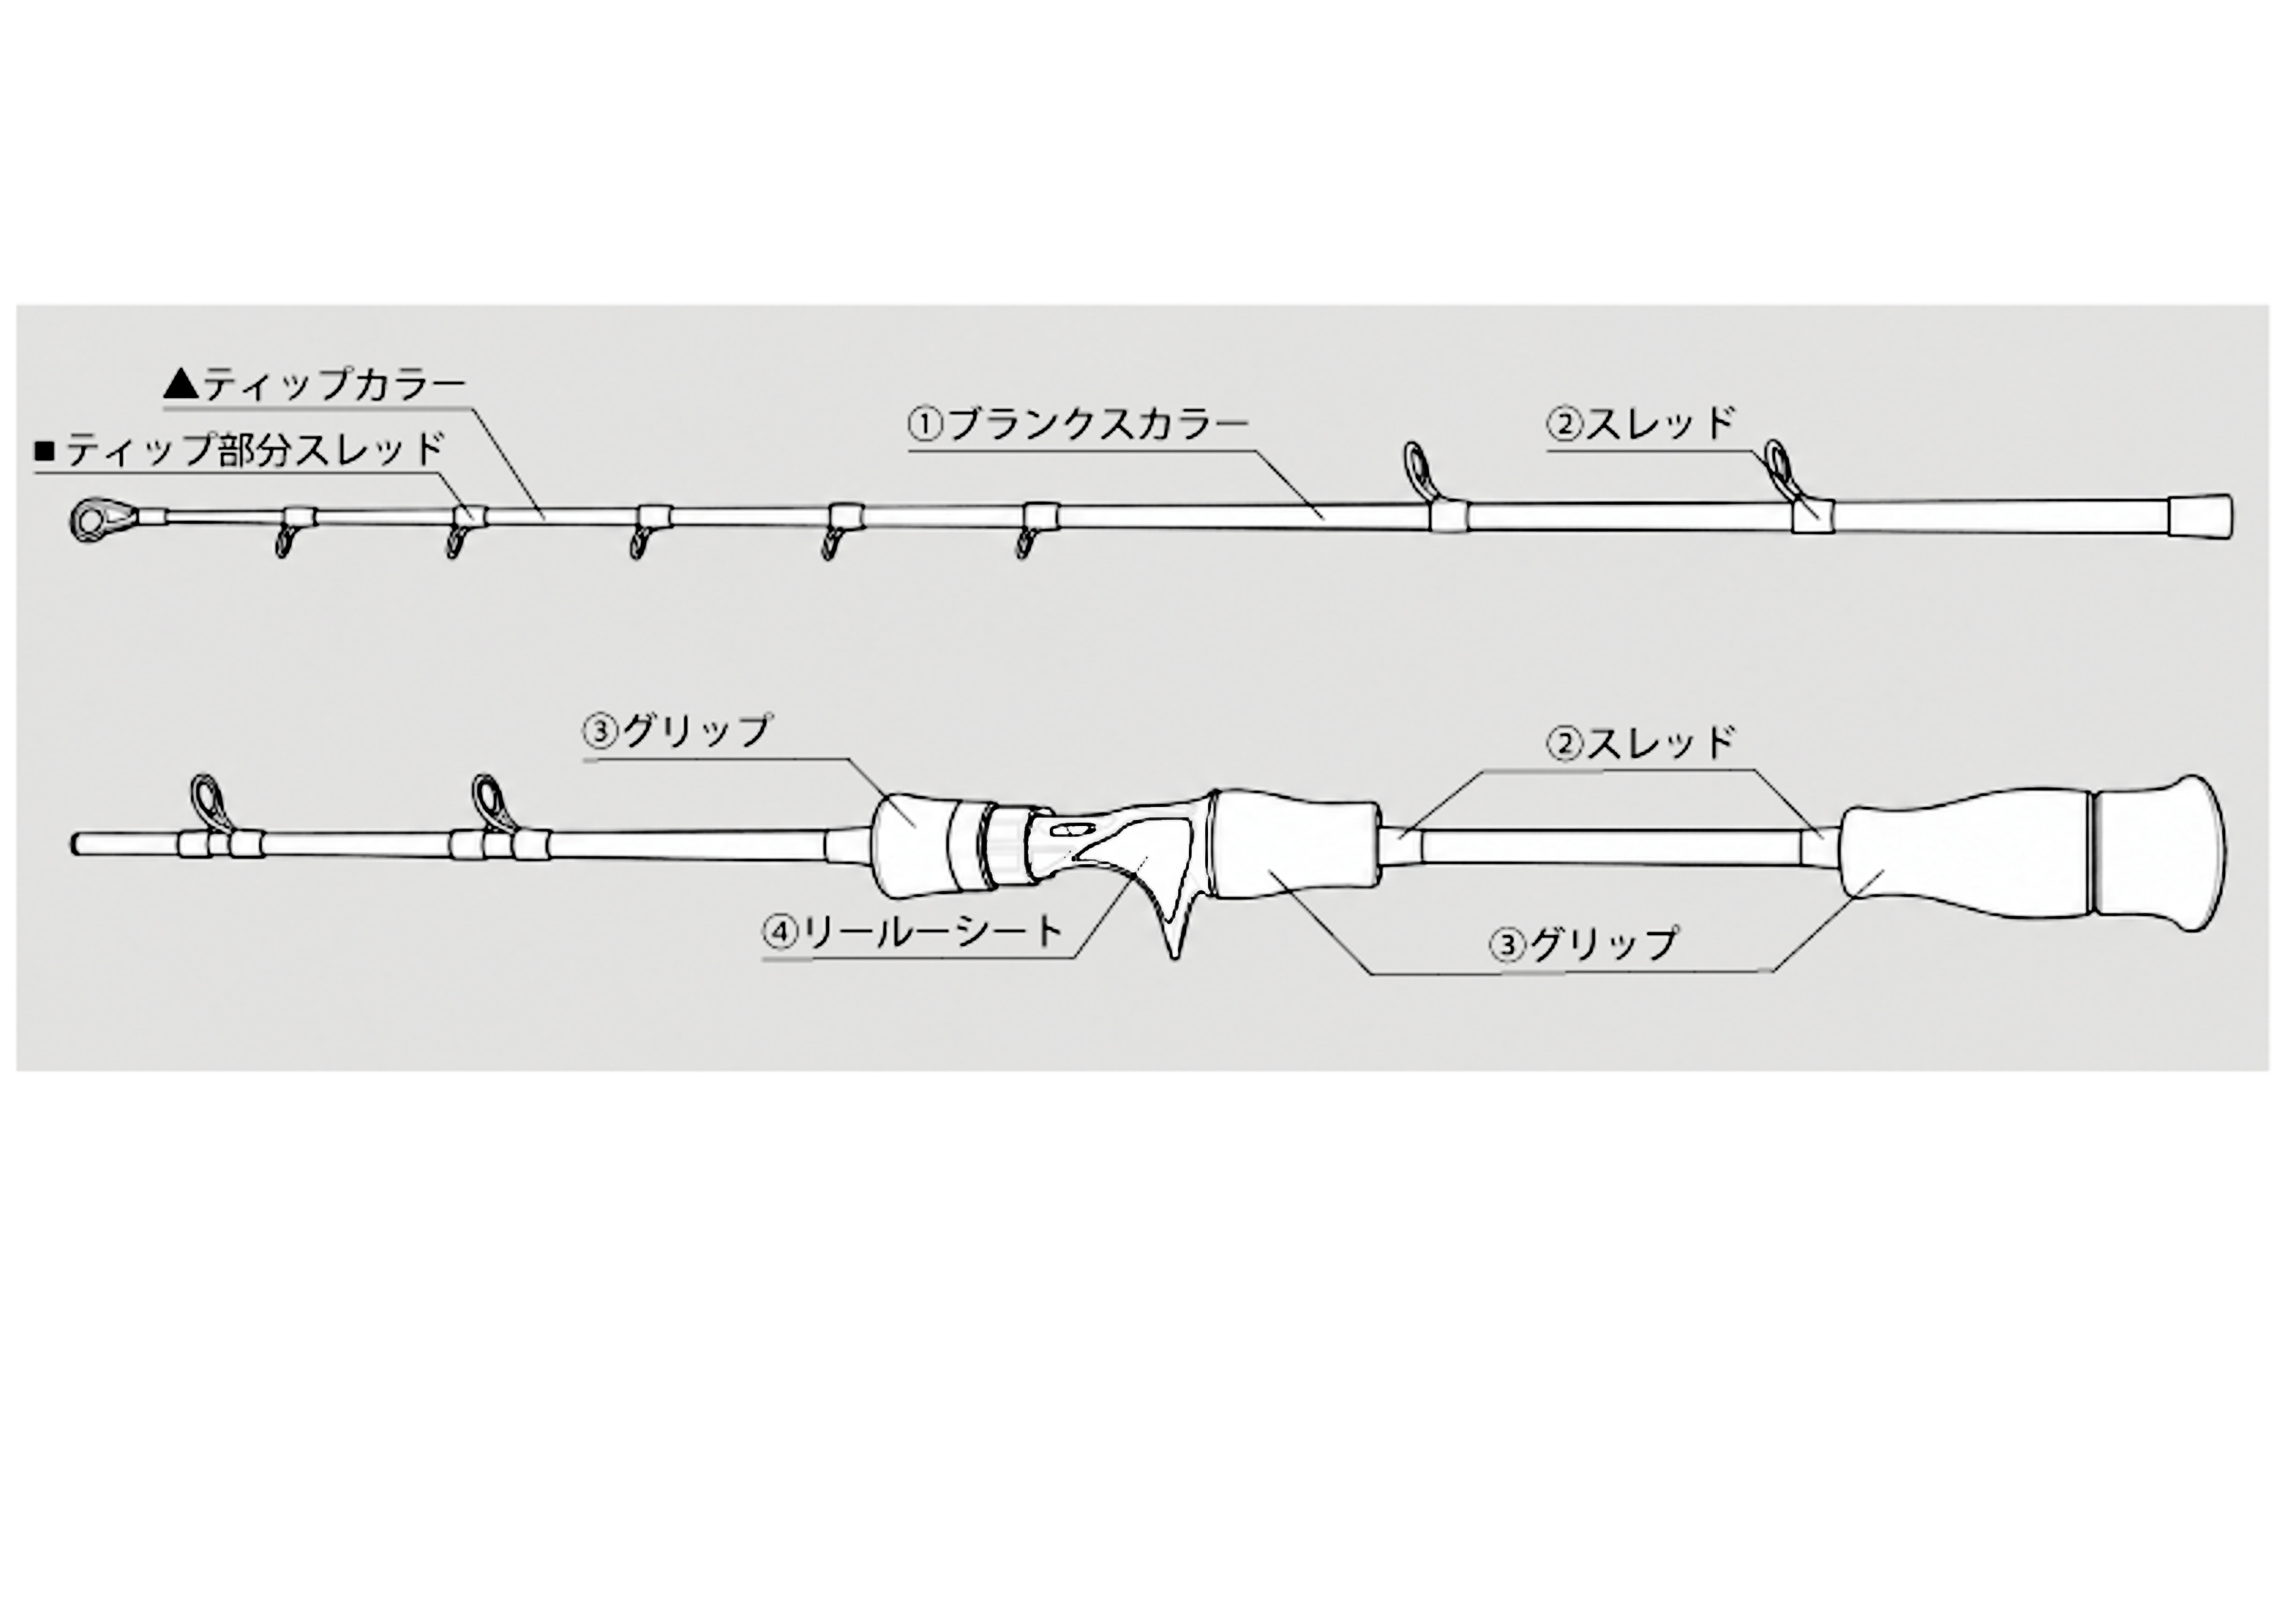 ▲ティップカラー
■ ティップ部分スレッド
①ブランクスカラー
②スレッド
③グリップ
②スレッド
④リールーシート
③グリップ